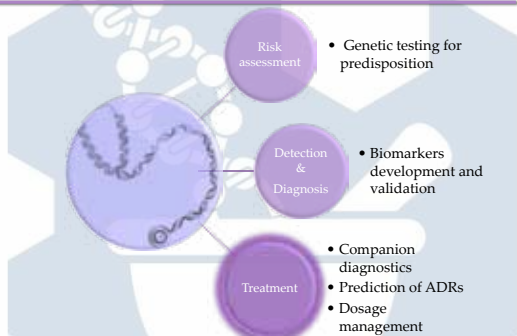 Risk
assessment
• Genetic testing for
predisposition
Detection
&
Diagnosis
• Biomarkers
development and
validation
Treatment
• Companion
diagnostics
• Prediction of ADRs
• Dosage
management